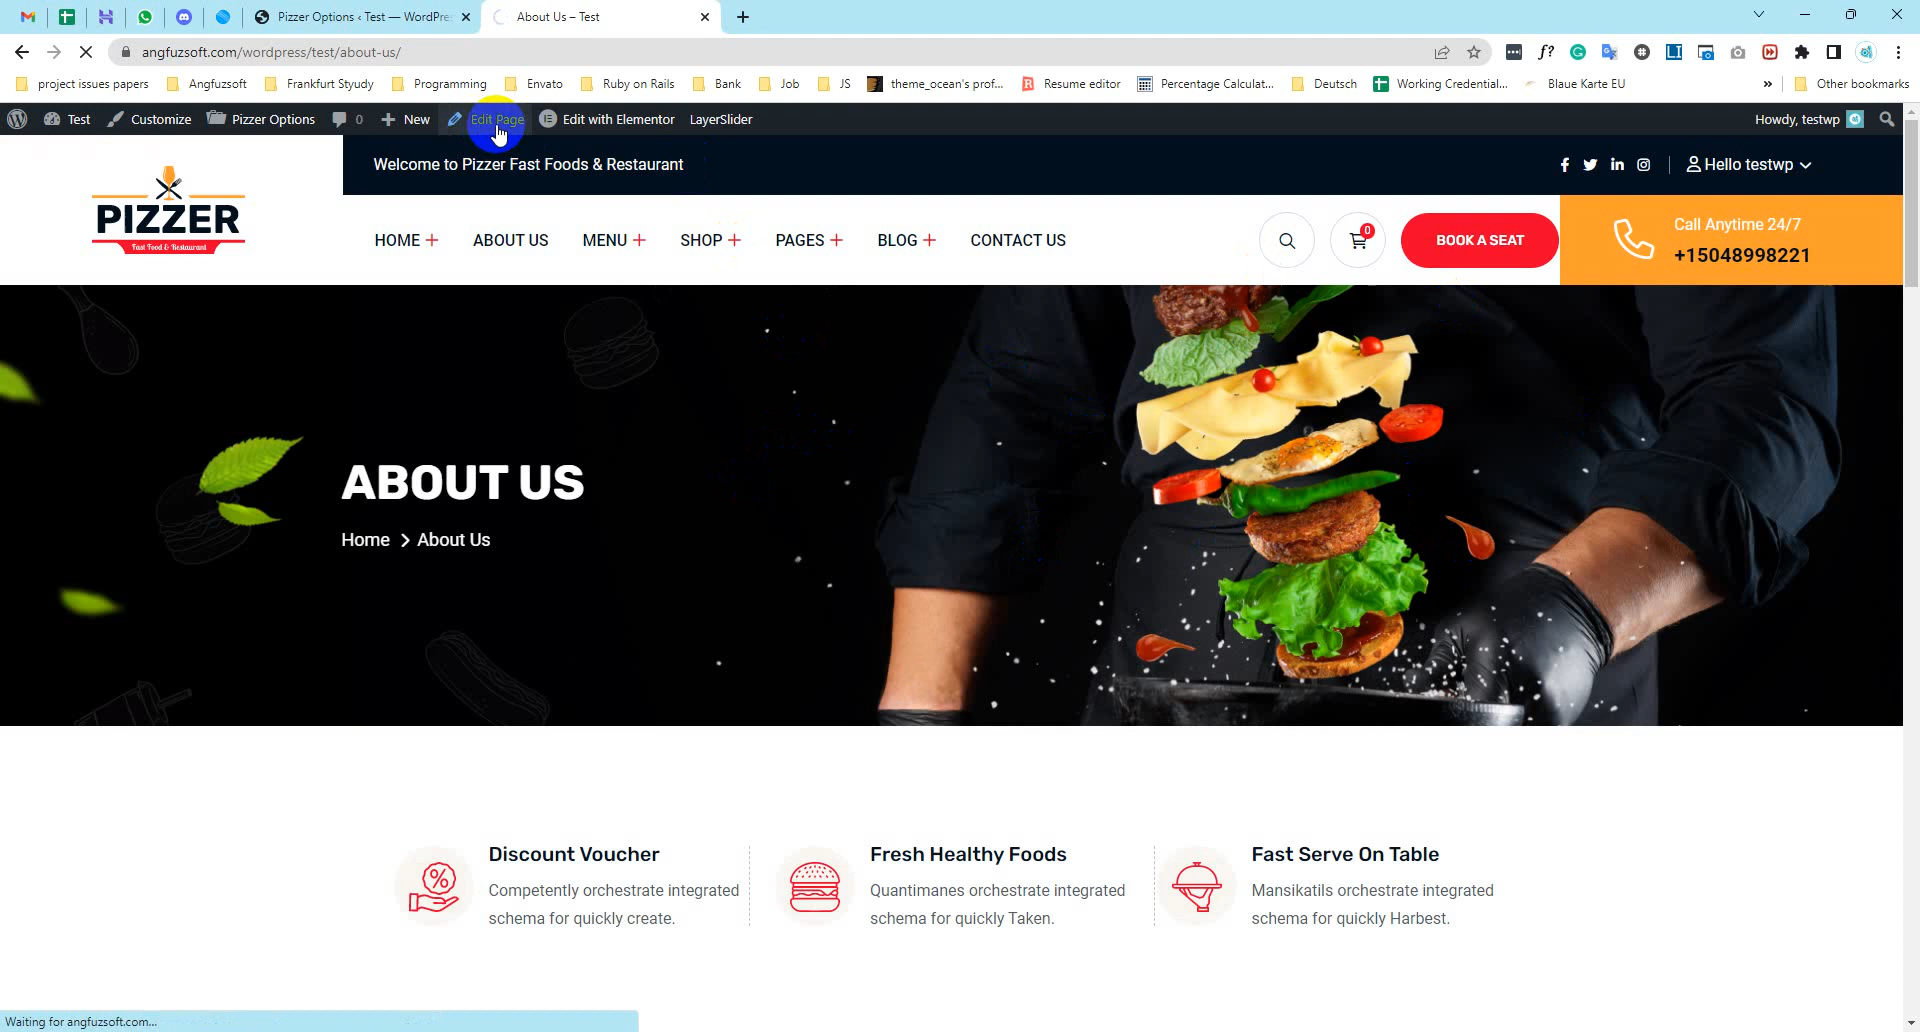 Pizzer Options ‹ Test — WordPre
About Us – Test
angfuzsoft.com/wordpress/test/about-us/
project issues papers
Angfuzsoft
Frankfurt Styudy
Programming
Envato
Ruby on Rails
Bank
Job
JS
theme_ocean's prof...
Resume editor
Percentage Calculat...
Deutsch
Working Credential...
Blaue Karte EU
»
Other bookmarks
Test
Customize
Pizzer Options
0
New
Edit Page
Edit with Elementor
LayerSlider
Howdy, testwp
Welcome to Pizzer Fast Foods & Restaurant
Hello testwp
PIZZER
Fast Food & Restaurant
HOME +
ABOUT US
MENU +
SHOP +
PAGES +
BLOG +
CONTACT US
0
BOOK A SEAT
Call Anytime 24/7
+15048998221
ABOUT US
Home > About Us
Discount Voucher
Competently orchestrate integrated
schema for quickly create.
Fresh Healthy Foods
Quantimanes orchestrate integrated
schema for quickly Taken.
Fast Serve On Table
Mansikatils orchestrate integrated
schema for quickly Harbest.
Waiting for angfuzsoft.com...